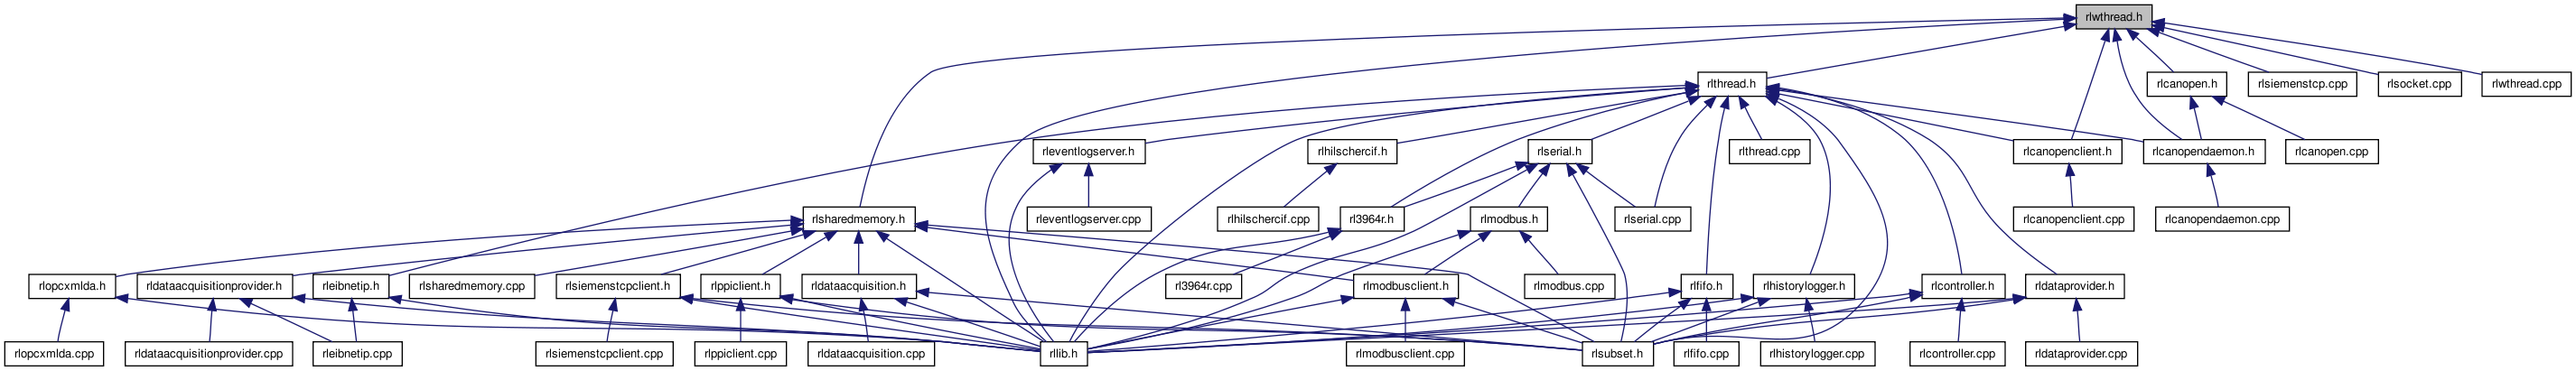 rlwthread.h
rlthread.h
rlcanopen.h
rlsiemenstcp.cpp
rlsocket.cpp
rlwthread.cpp
rleventlogserver.h
rlhilschercif.h
rlserial.h
rlthread.cpp
rlcanopenclient.h
rlcanopendaemon.h
rlcanopen.cpp
rlsharedmemory.h
rleventlogserver.cpp
rlhilschercif.cpp
rl3964r.h
rlmodbus.h
rlserial.cpp
rlcanopenclient.cpp
rlcanopendaemon.cpp
rlopcxmlda.h
rldataacquisitionprovider.h
rleibnetip.h
rlsharedmemory.cpp
rlsiemenstcpclient.h
rlppiclient.h
rldataacquisition.h
rl3964r.cpp
rlmodbusclient.h
rlmodbus.cpp
rlfifo.h
rlhistorylogger.h
rlcontroller.h
rldataprovider.h
rlopcxmlda.cpp
rldataacquisitionprovider.cpp
rleibnetip.cpp
rlsiemenstcpclient.cpp
rlppiclient.cpp
rldataacquisition.cpp
rllib.h
rlmodbusclient.cpp
rlsubset.h
rlfifo.cpp
rlhistorylogger.cpp
rlcontroller.cpp
rldataprovider.cpp